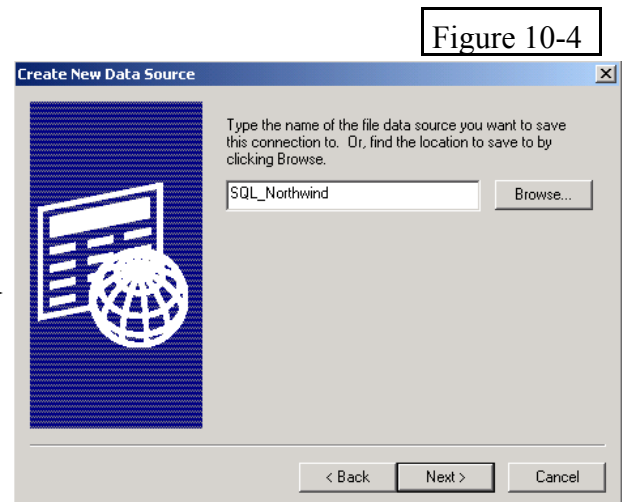 Figure 10-4
Create New Data Source
Type the name of the file data source you want to save
this connection to. Or, find the location to save to by
clicking Browse.
SQL_Northwind
Browse...
< Back
Next >
Cancel